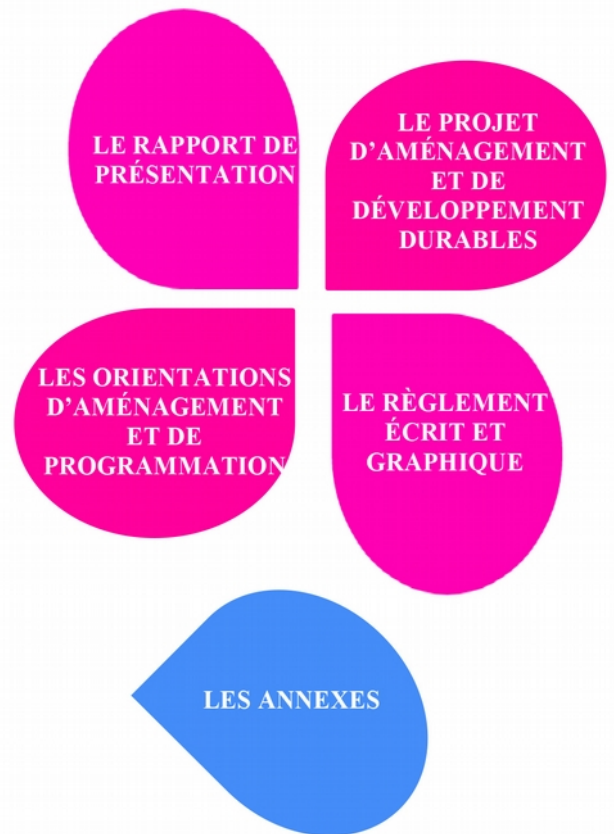 LE RAPPORT DE
PRÉSENTATION
LE PROJET
D'AMÉNAGEMENT
ET DE
DÉVELOPPEMENT
DURABLES
LES ORIENTATIONS
D'AMÉNAGEMENT
ET DE
PROGRAMMATION
LE RÈGLEMENT
ÉCRIT ET
GRAPHIQUE
LES ANNEXES